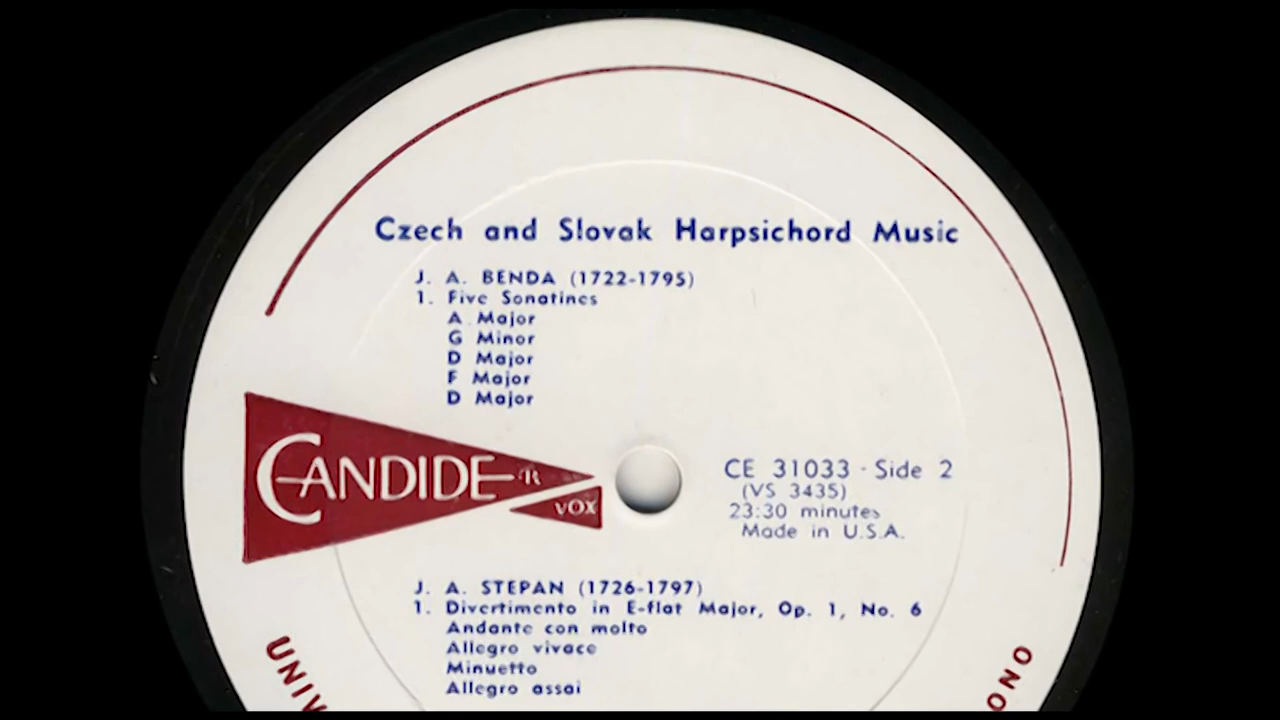 Czech and Slovak Harpsichord Music
J. A. BENDA (1722-1795)
1. Five Sonatines
A Major
G Minor
D Major
F Major
D Major
CANDIDE R
VOX
CE 31033 · Side 2
(VS 3435)
23:30 minutes
Made in U.S.A.
J. A. STEPAN (1726-1797)
1. Divertimento in E-flat Major, Op. 1, No. 6
Andante con molto
Allegro vivace
Minuetto
Allegro assai